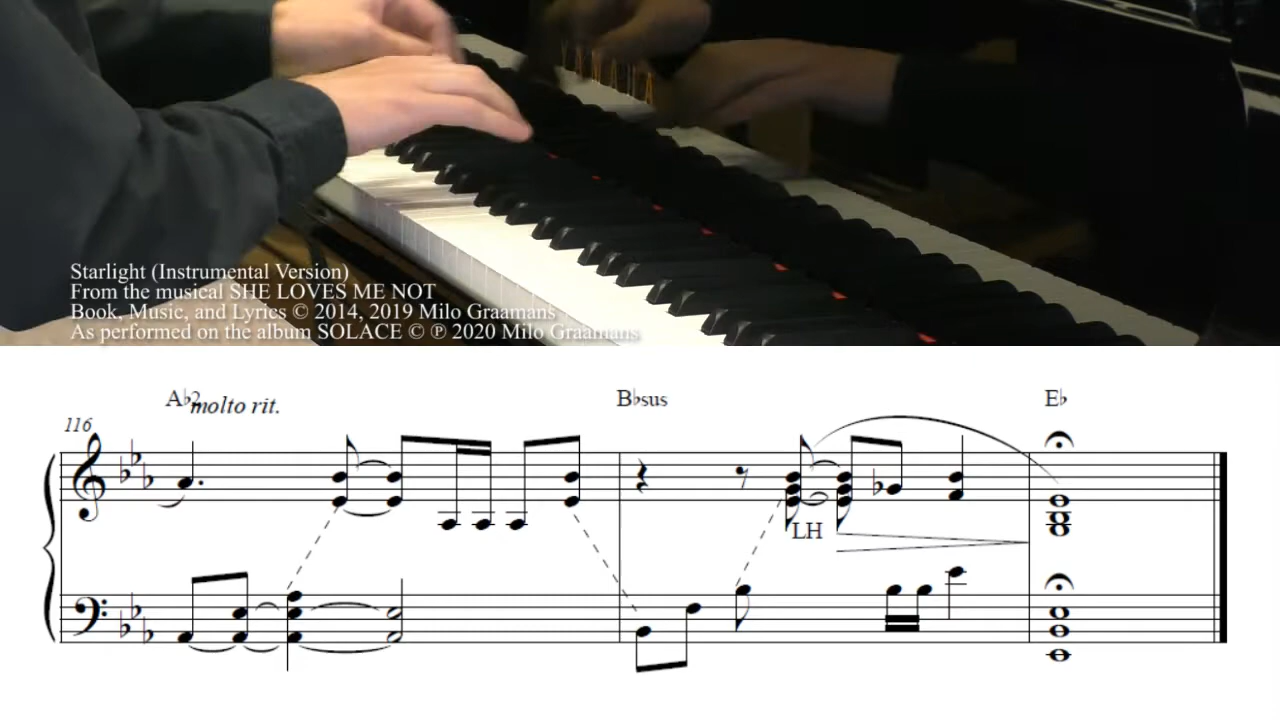 Starlight (Instrumental Version)
From the musical SHE LOVES ME NOT
Book, Music, and Lyrics © 2014, 2019 Milo Graamans
As performed on the album SOLACE © ℗ 2020 Milo Graamans
A♭2 molto rit. B♭sus E♭
116
LH